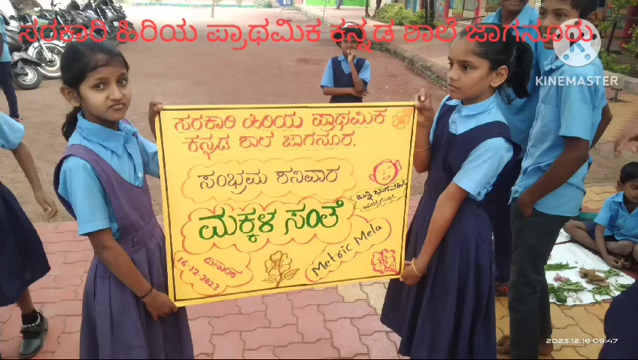 ಸರಕಾರಿ ಹಿರಿಯ ಪ್ರಾಥಮಿಕ ಕನ್ನಡ ಶಾಲೆ ಜಾಗನೂರು
KINEMASTER
ಸರಕಾರಿ ಹಿರಿಯ ಪ್ರಾಥಮಿಕ
ಕನ್ನಡ ಶಾಲ ಜಾಗನೂರ.
ಸಂಭ್ರಮ ಶನಿವಾರ
ಮಕ್ಕಳ ಸಂತೆ
Metric Mela
ದಿನಾಂಕ
16-12-2023
2023.12.16 09:47